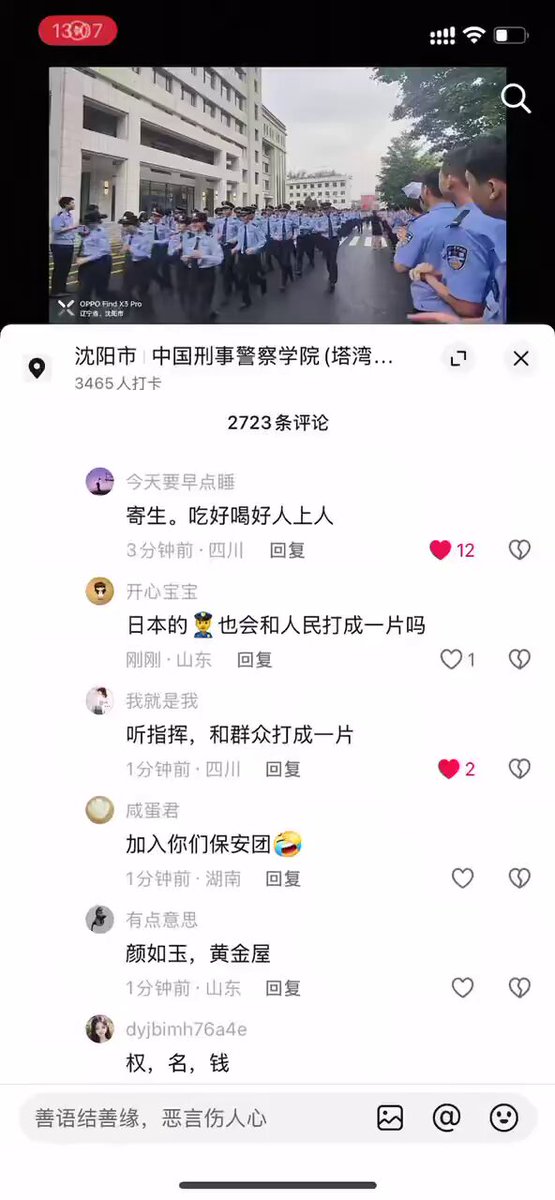 13:07
OPPO Find X3 Pro
辽宁省，沈阳市
沈阳市 | 中国刑事警察学院(塔湾...
3465人打卡
2723条评论
今天要早点睡
寄生。吃好喝好人上人
3分钟前 · 四川 回复 12
开心宝宝
日本的👮也会和人民打成一片吗
刚刚 · 山东 回复 1
我就是我
听指挥，和群众打成一片
1分钟前 · 四川 回复 2
咸蛋君
加入你们保安团🤣
1分钟前 · 湖南 回复
有点意思
颜如玉，黄金屋
1分钟前 · 山东 回复
dyjbimh76a4e
权，名，钱
善语结善缘，恶言伤人心